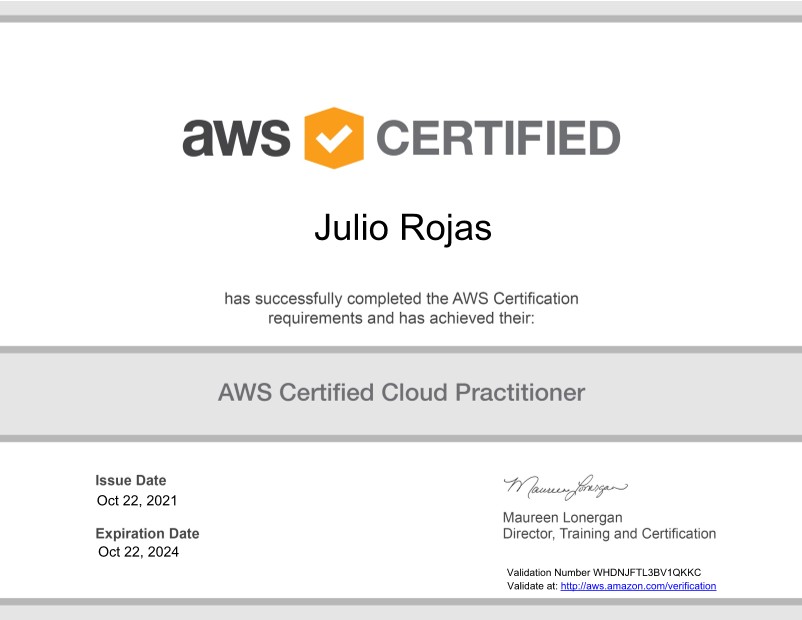 aws CERTIFIED
Julio Rojas
has successfully completed the AWS Certification
requirements and has achieved their:
AWS Certified Cloud Practitioner
Issue Date
Oct 22, 2021
Expiration Date
Oct 22, 2024
Maureen Lonergan
Maureen Lonergan
Director, Training and Certification
Validation Number WHDNJFTL3BV1QKKC
Validate at: http://aws.amazon.com/verification